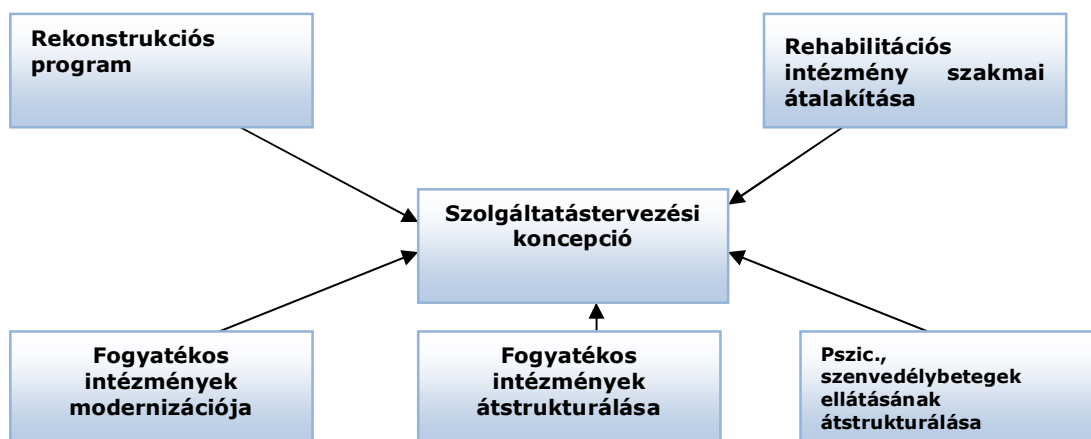 Rekonstrukciós
program
Rehabilitációs
intézmény szakmai
átalakítása
Szolgáltatástervezési
koncepció
Fogyatékos
intézmények
modernizációja
Fogyatékos
intézmények
átstrukturálása
Pszic.,
szenvedélybetegek
ellátásának
átstrukturálása